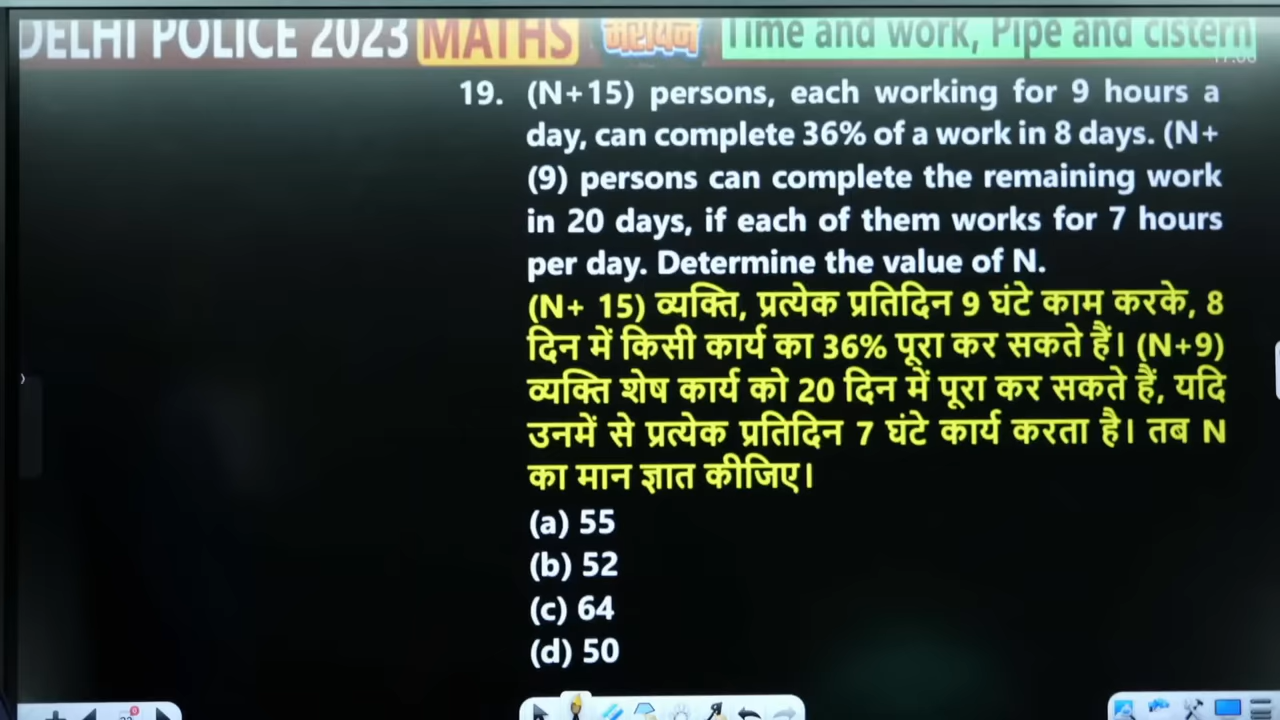 DELHI POLICE 2023 MATHS मैराथन Time and work, Pipe and cistern
19. (N+15) persons, each working for 9 hours a
day, can complete 36% of a work in 8 days. (N+
(9) persons can complete the remaining work
in 20 days, if each of them works for 7 hours
per day. Determine the value of N.
(N+ 15) व्यक्ति, प्रत्येक प्रतिदिन 9 घंटे काम करके, 8
दिन में किसी कार्य का 36% पूरा कर सकते हैं। (N+9)
व्यक्ति शेष कार्य को 20 दिन में पूरा कर सकते हैं, यदि
उनमें से प्रत्येक प्रतिदिन 7 घंटे कार्य करता है। तब N
का मान ज्ञात कीजिए।
(a) 55
(b) 52
(c) 64
(d) 50